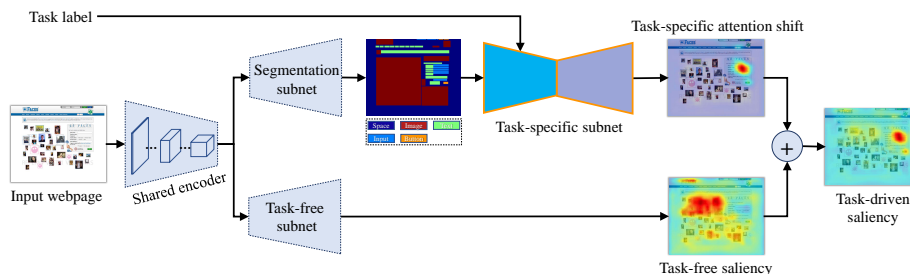 Task label
Task-specific attention shift
Segmentation
subnet
Space
Image
Input
Button
Task-specific subnet
Input webpage
Shared encoder
Task-free
subnet
+
Task-free saliency
Task-driven
saliency